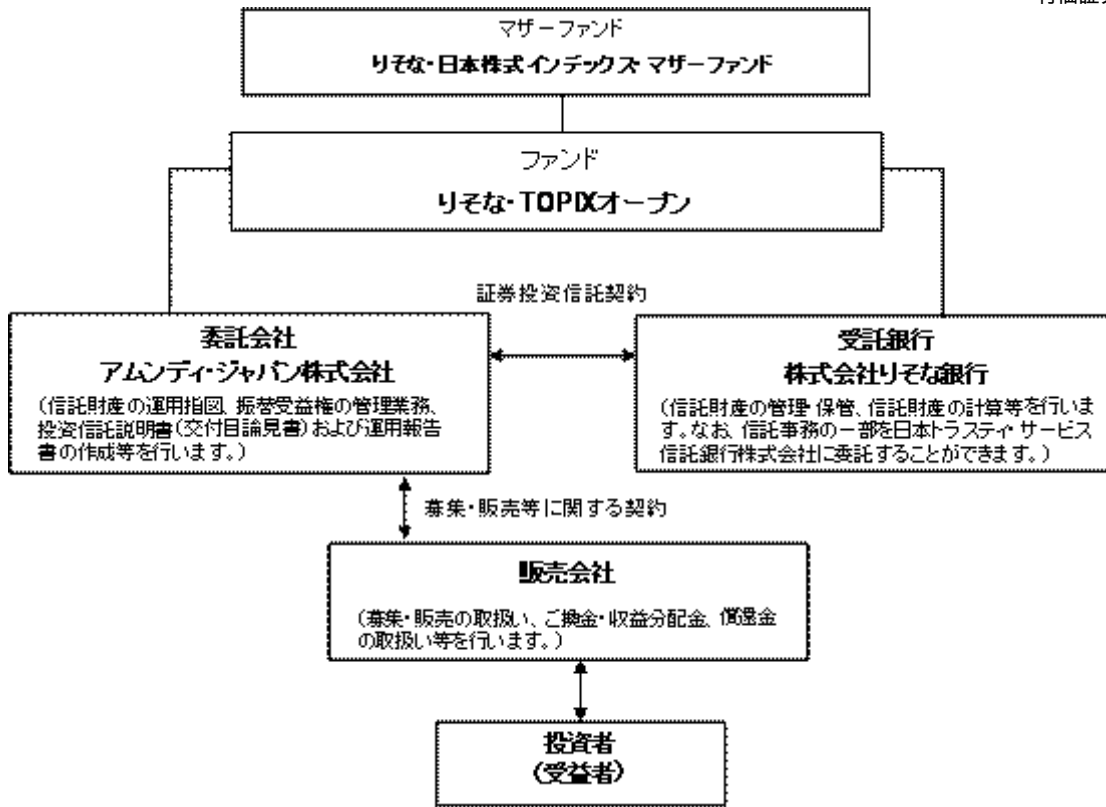 マザーファンド
りそな・日本株式インデックス・マザーファンド
ファンド
りそな・TOPIXオープン
証券投資信託契約
委託会社
アムンディ・ジャパン株式会社
(信託財産の運用指図、振替受益権の管理業務、
投資信託説明書(交付目論見書)および運用報告
書の作成等を行います。)
受託銀行
株式会社りそな銀行
(信託財産の管理・保管、信託財産の計算等を行いま
す。なお、信託事務の一部を日本トラスティ・サービス
信託銀行株式会社に委託することができます。)
募集・販売等に関する契約
販売会社
(募集・販売の取扱い、ご換金・収益分配金、償還金
の取扱い等を行います。)
投資者
(受益者)